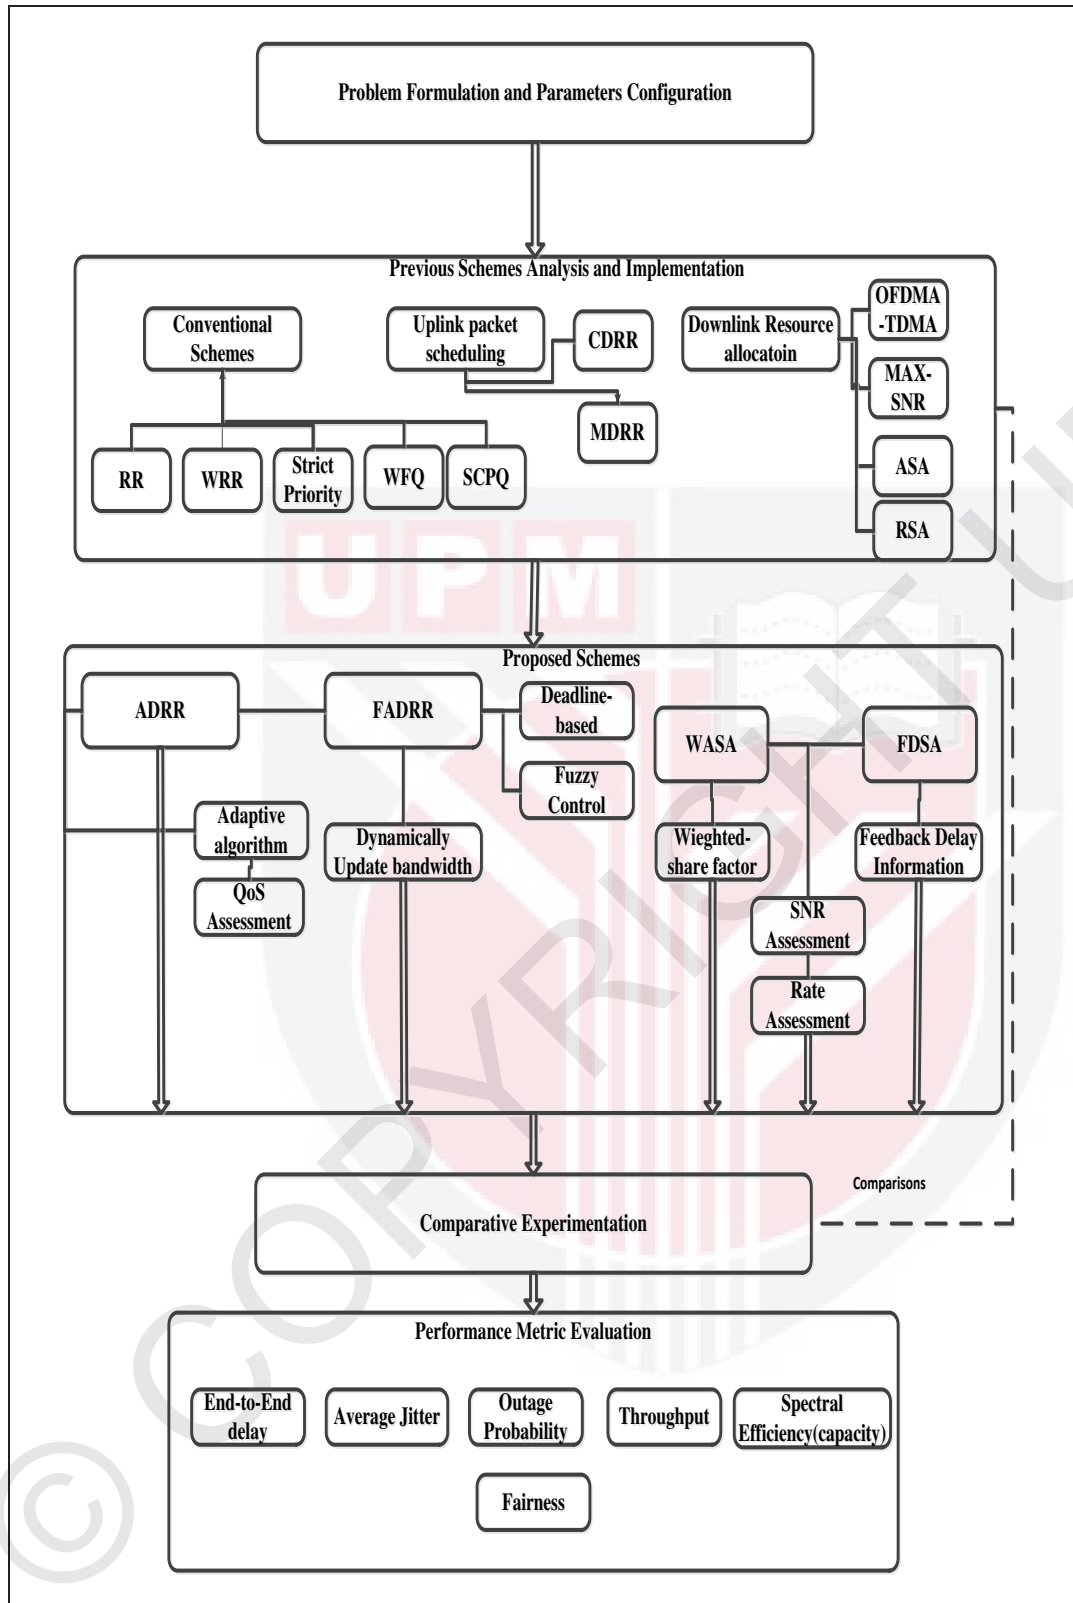 Problem Formulation and Parameters Configuration
Previous Schemes Analysis and Implementation
Conventional
Schemes
Uplink packet
scheduling
CDRR
MDRR
Downlink Resource
allocatoin
OFDMA
-TDMA
MAX-
SNR
ASA
RSA
RR
WRR
Strict
Priority
WFQ
SCPQ
UPM
Proposed Schemes
ADRR
FADRR
Deadline-
based
Fuzzy
Control
WASA
FDSA
Adaptive
algorithm
QoS
Assessment
Dynamically
Update bandwidth
Wieghted-
share factor
Feedback Delay
Information
SNR
Assessment
Rate
Assessment
Comparisons
Comparative Experimentation
Performance Metric Evaluation
End-to-End
delay
Average Jitter
Outage
Probability
Throughput
Spectral
Efficiency(capacity)
Fairness
© COPYRIGHT U